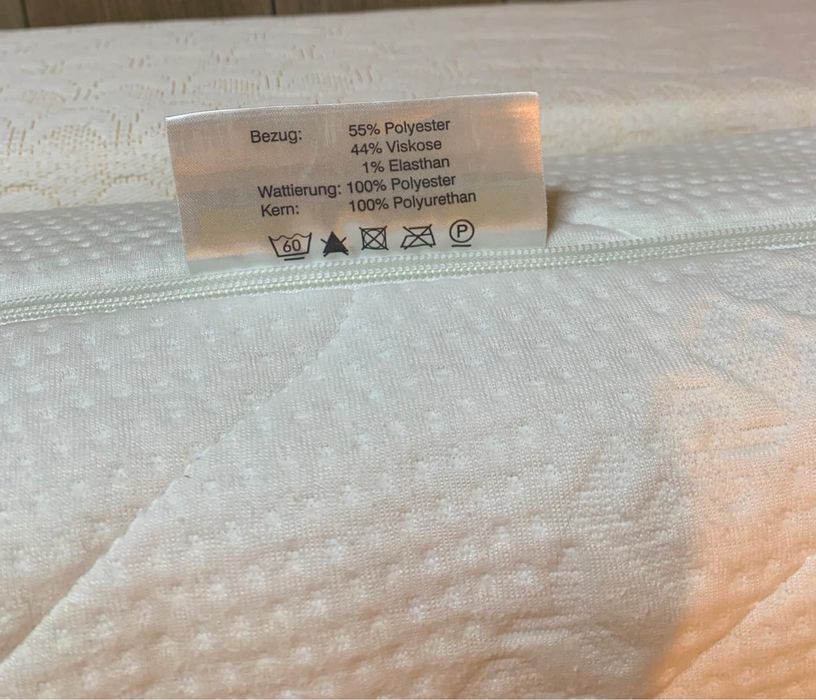 Bezug: 55% Polyester
44% Viskose
1% Elasthan
Wattierung: 100% Polyester
Kern: 100% Polyurethan
60 P